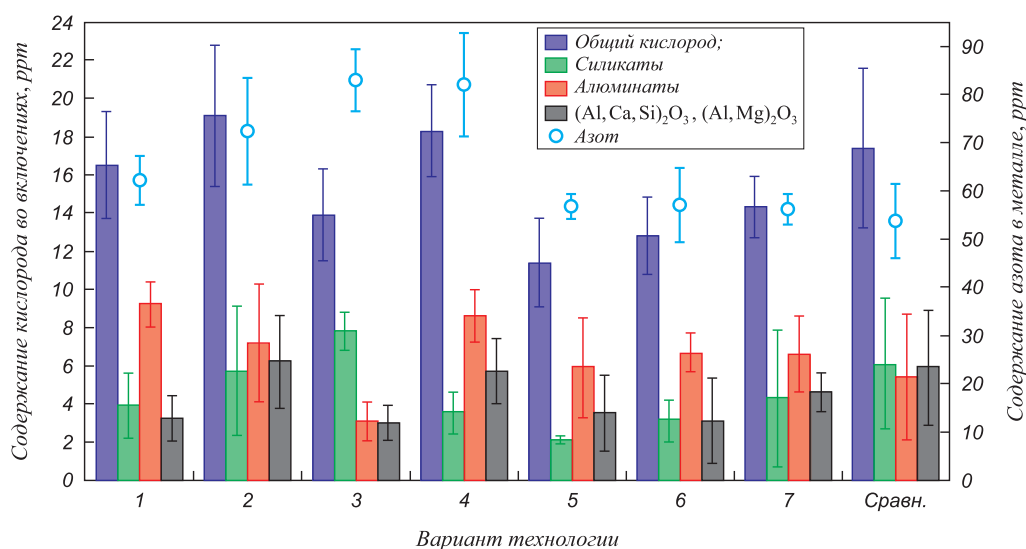 Содержание кислорода во включениях, ppm
24
22
20
18
16
14
12
10
8
6
4
2
0
Общий кислород;
Силикаты
Алюминаты
(Al, Ca, Si)₂O₃, (Al, Mg)₂O₃
Азот
90
80
70
60
50
40
30
20
10
0
Содержание азота в металле, ppm
1 2 3 4 5 6 7 Сравн.
Вариант технологии